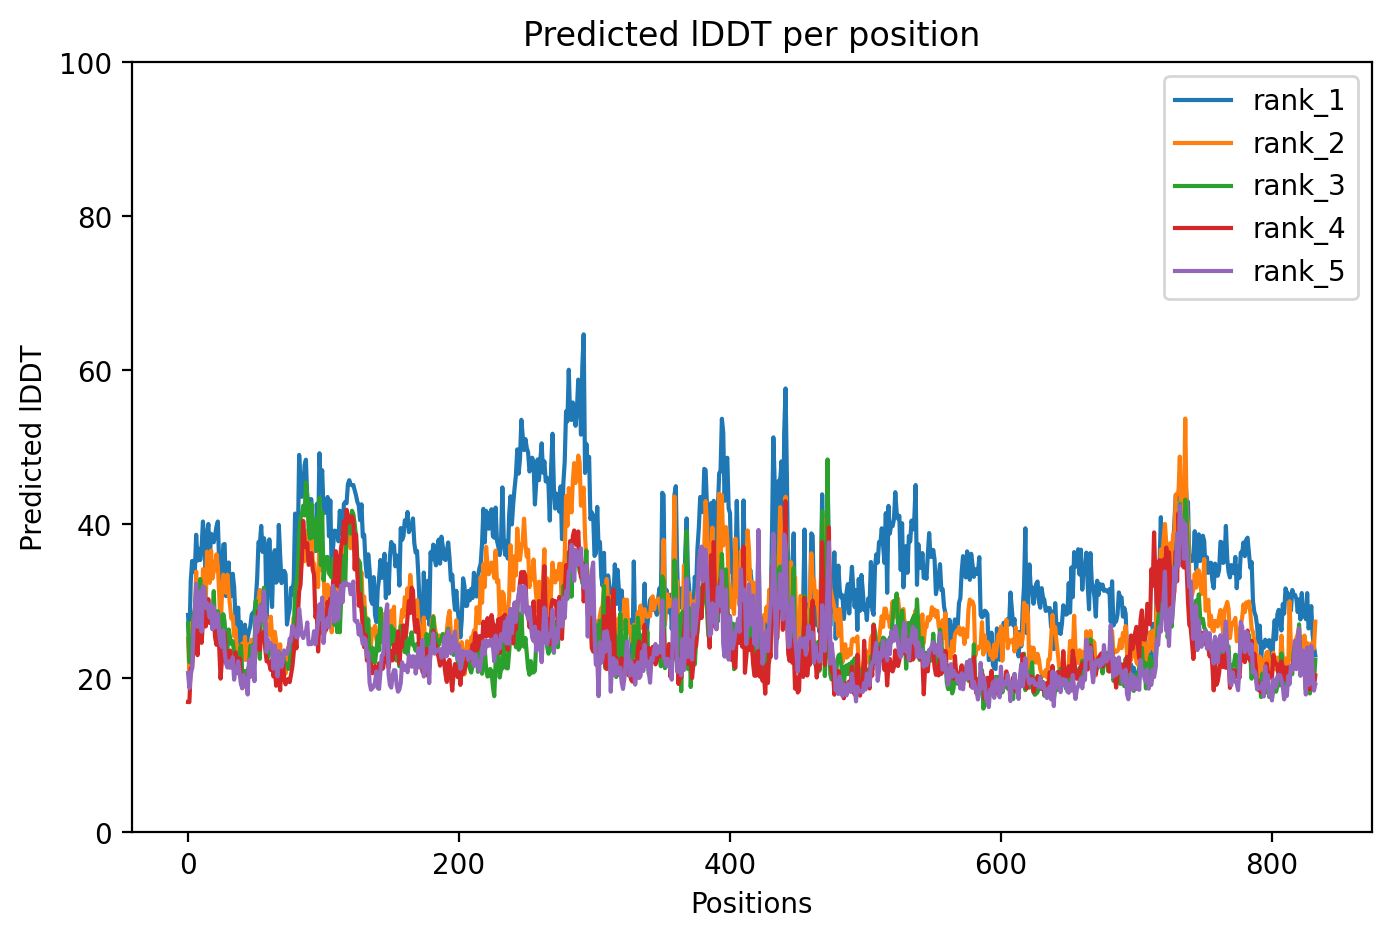 Predicted lDDT per position
100
80
60
40
20
0
Predicted lDDT
0 200 400 600 800
Positions
rank_1
rank_2
rank_3
rank_4
rank_5